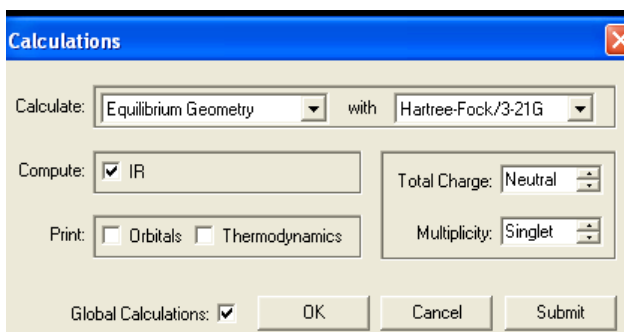 Calculations
Calculate: Equilibrium Geometry with Hartree-Fock/3-21G
Compute: IR
Total Charge: Neutral
Print: Orbitals Thermodynamics
Multiplicity: Singlet
Global Calculations: OK Cancel Submit